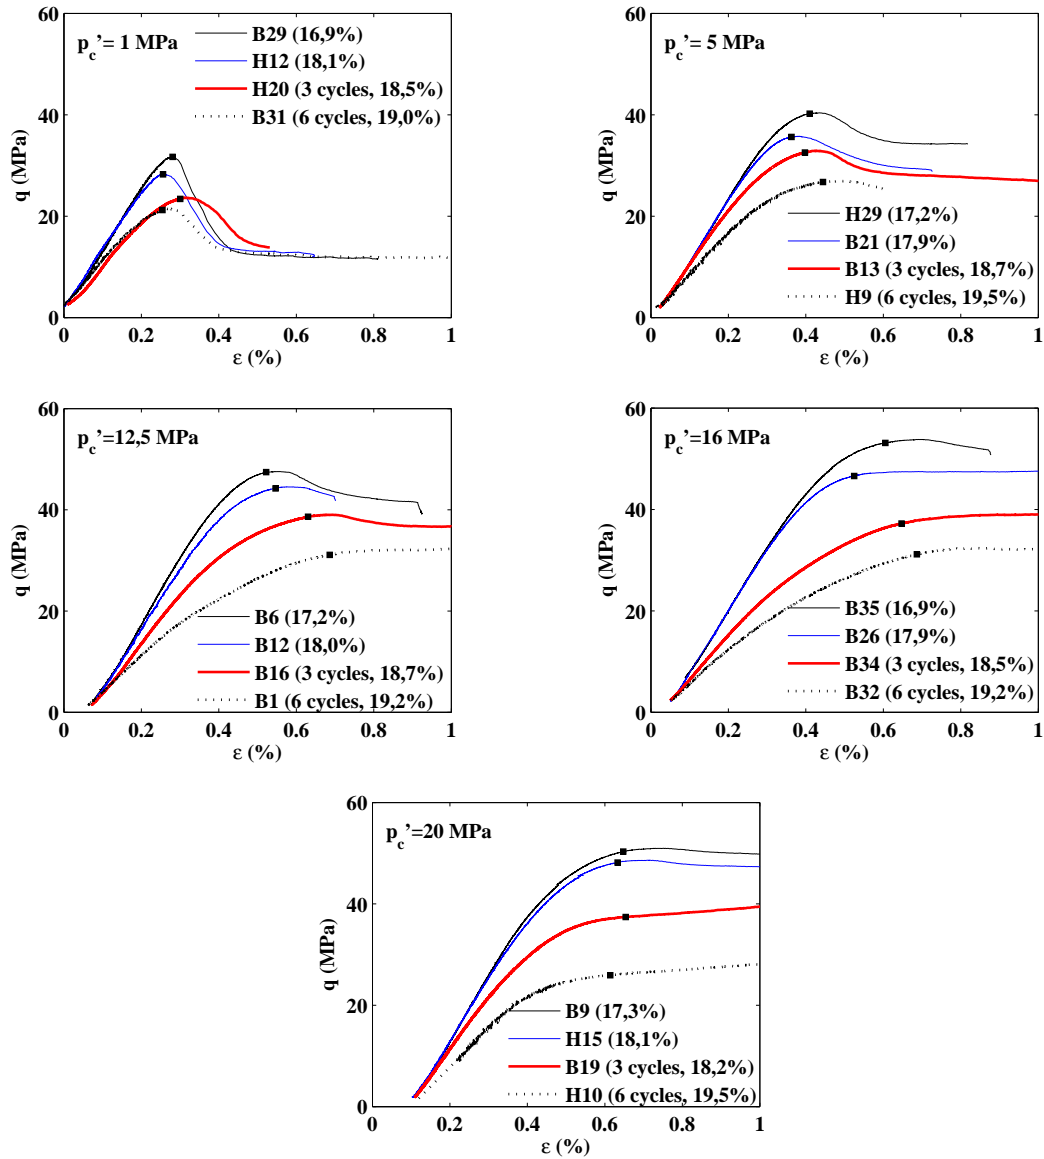 60
40
20
0
q (MPa)
p_c'= 1 MPa
B29 (16,9%)
H12 (18,1%)
H20 (3 cycles, 18,5%)
B31 (6 cycles, 19,0%)
0 0.2 0.4 0.6 0.8 1
ε (%)
60
40
20
0
q (MPa)
p_c'= 5 MPa
H29 (17,2%)
B21 (17,9%)
B13 (3 cycles, 18,7%)
H9 (6 cycles, 19,5%)
0 0.2 0.4 0.6 0.8 1
ε (%)
60
40
20
0
q (MPa)
p_c'=12,5 MPa
B6 (17,2%)
B12 (18,0%)
B16 (3 cycles, 18,7%)
B1 (6 cycles, 19,2%)
0 0.2 0.4 0.6 0.8 1
ε (%)
60
40
20
0
q (MPa)
p_c'=16 MPa
B35 (16,9%)
B26 (17,9%)
B34 (3 cycles, 18,5%)
B32 (6 cycles, 19,2%)
0 0.2 0.4 0.6 0.8 1
ε (%)
60
40
20
0
q (MPa)
p_c'=20 MPa
B9 (17,3%)
H15 (18,1%)
B19 (3 cycles, 18,2%)
H10 (6 cycles, 19,5%)
0 0.2 0.4 0.6 0.8 1
ε (%)